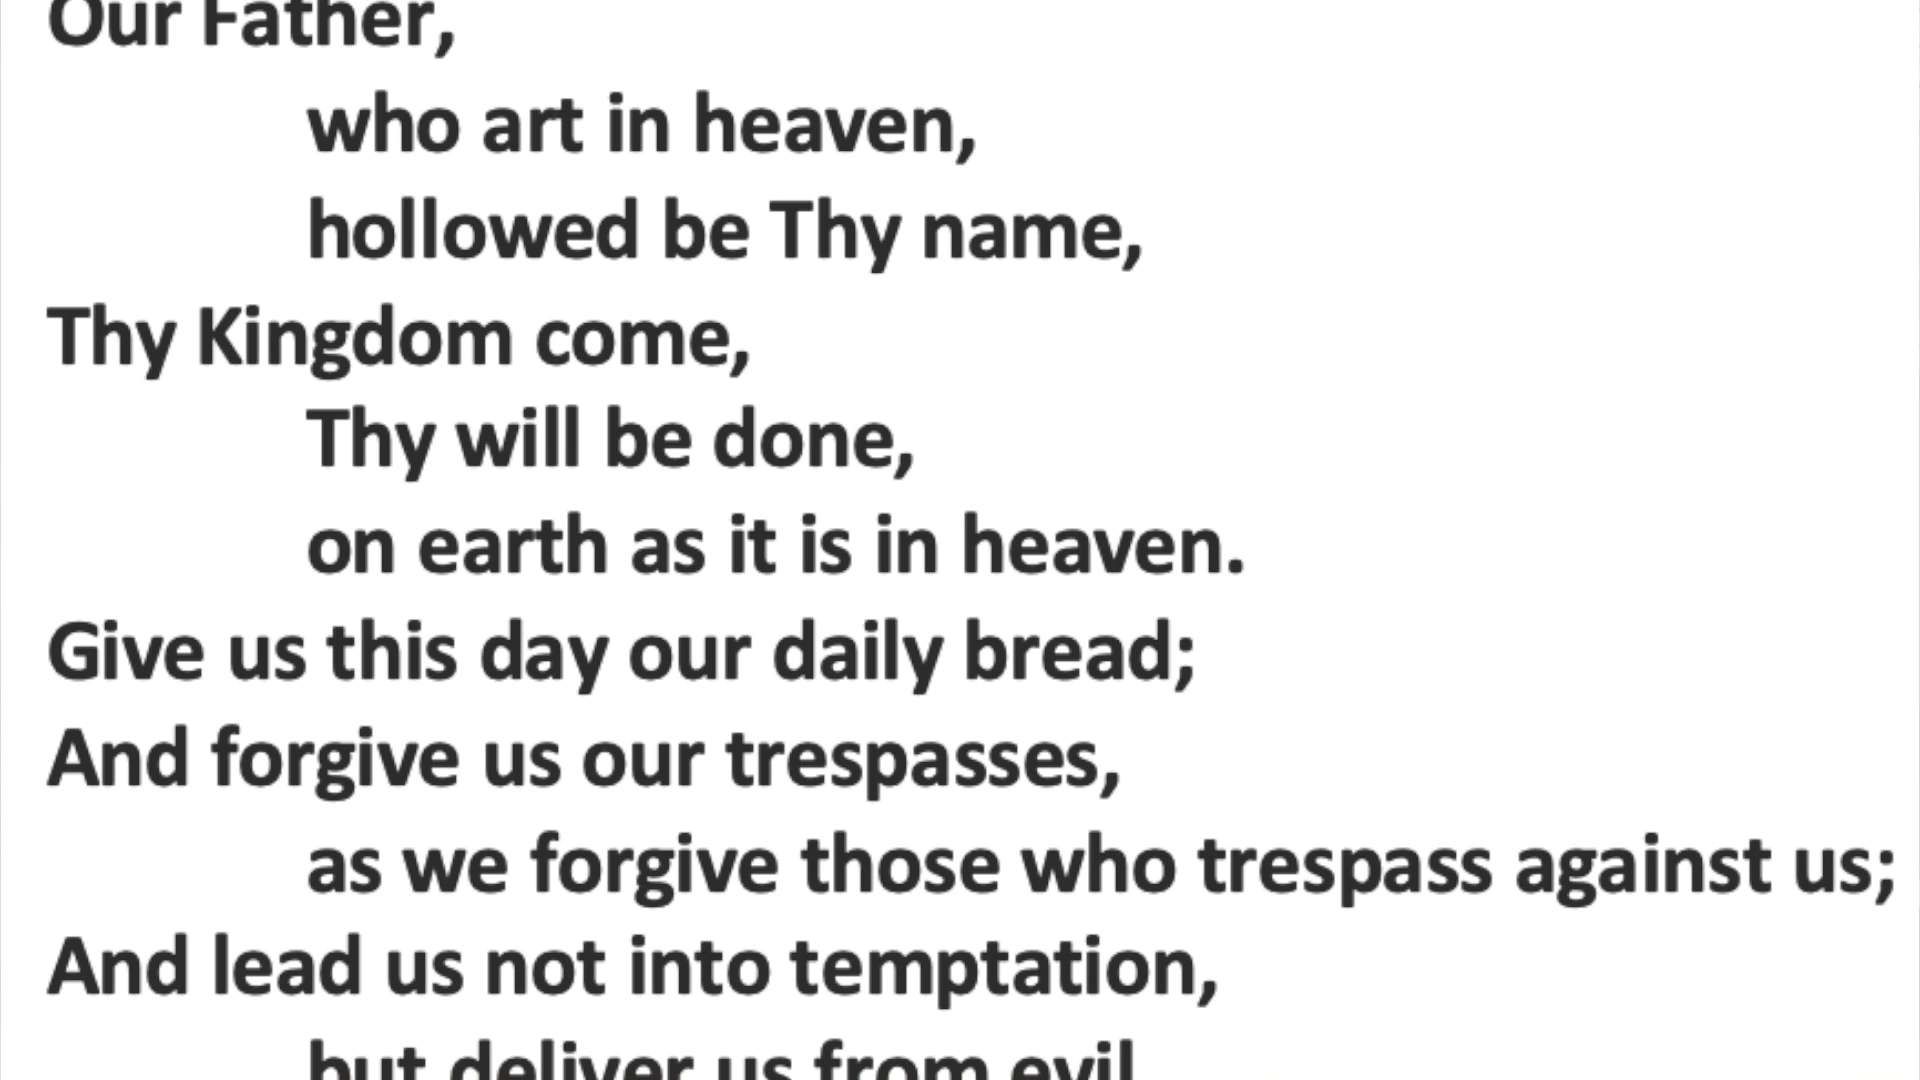 Our Father,
who art in heaven,
hollowed be Thy name,
Thy Kingdom come,
Thy will be done,
on earth as it is in heaven.
Give us this day our daily bread;
And forgive us our trespasses,
as we forgive those who trespass against us;
And lead us not into temptation,
but deliver us from evil